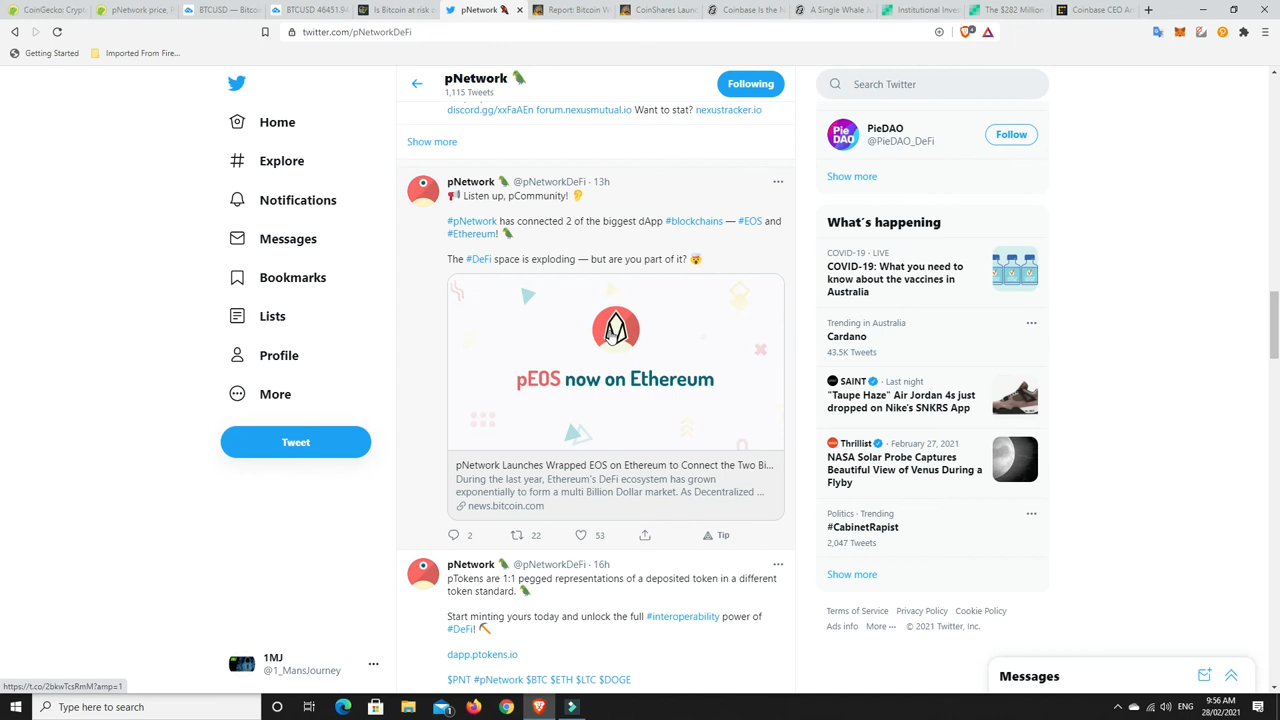 CoinGecko: Crypt
pNetwork price, P
BTCUSD — Bitcoi
BTCUSD 46451.94
Is Bitcoin at risk o
pNetwork
Report: Bitcoin W
CoinShares Launc
Coinbase Is the N
A Single Whale Ju
Institutional Inves
The $282 Million
Coinbase CEO Ac
twitter.com/pNetworkDeFi
Getting Started
Imported From Fire...
pNetwork
1,115 Tweets
Following
Search Twitter
discord.gg/xxFaAEn forum.nexusmutual.io Want to stat? nexustracker.io
Show more
Home
Explore
Notifications
Messages
Bookmarks
Lists
Profile
More
Tweet
1MJ
@1_MansJourney
pNetwork @pNetworkDeFi · 13h
Listen up, pCommunity!
#pNetwork has connected 2 of the biggest dApp #blockchains — #EOS and
#Ethereum!
The #DeFi space is exploding — but are you part of it?
pEOS now on Ethereum
pNetwork Launches Wrapped EOS on Ethereum to Connect the Two Bi...
During the last year, Ethereum's DeFi ecosystem has grown
exponentially to form a multi Billion Dollar market. As Decentralized ...
news.bitcoin.com
2 22 53 Tip
pNetwork @pNetworkDeFi · 16h
pTokens are 1:1 pegged representations of a deposited token in a different
token standard.
Start minting yours today and unlock the full #interoperability power of
#DeFi!
dapp.ptokens.io
$PNT #pNetwork $BTC $ETH $LTC $DOGE
Pie
DAO
PieDAO
@PieDAO_DeFi
Follow
Show more
What's happening
COVID-19 · LIVE
COVID-19: What you need to
know about the vaccines in
Australia
Trending in Australia
Cardano
43.5K Tweets
SAINT · Last night
"Taupe Haze" Air Jordan 4s just
dropped on Nike's SNKRS App
Thrillist · February 27, 2021
NASA Solar Probe Captures
Beautiful View of Venus During a
Flyby
Politics · Trending
#CabinetRapist
2,047 Tweets
Show more
Terms of Service Privacy Policy Cookie Policy
Ads info More ··· © 2021 Twitter, Inc.
Messages
https://t.co/2bkwTcsRmM?amp=1
Type here to search
ENG
9:56 AM
28/02/2021